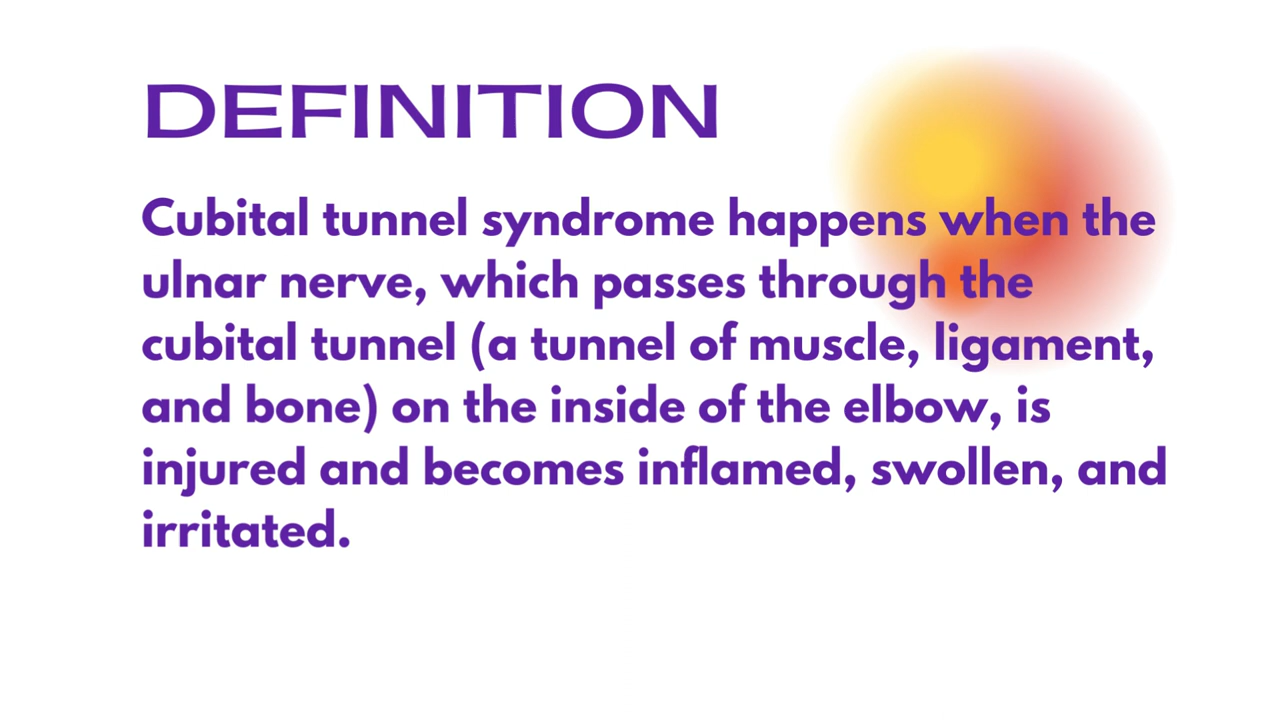 DEFINITION
Cubital tunnel syndrome happens when the
ulnar nerve, which passes through the
cubital tunnel (a tunnel of muscle, ligament,
and bone) on the inside of the elbow, is
injured and becomes inflamed, swollen, and
irritated.